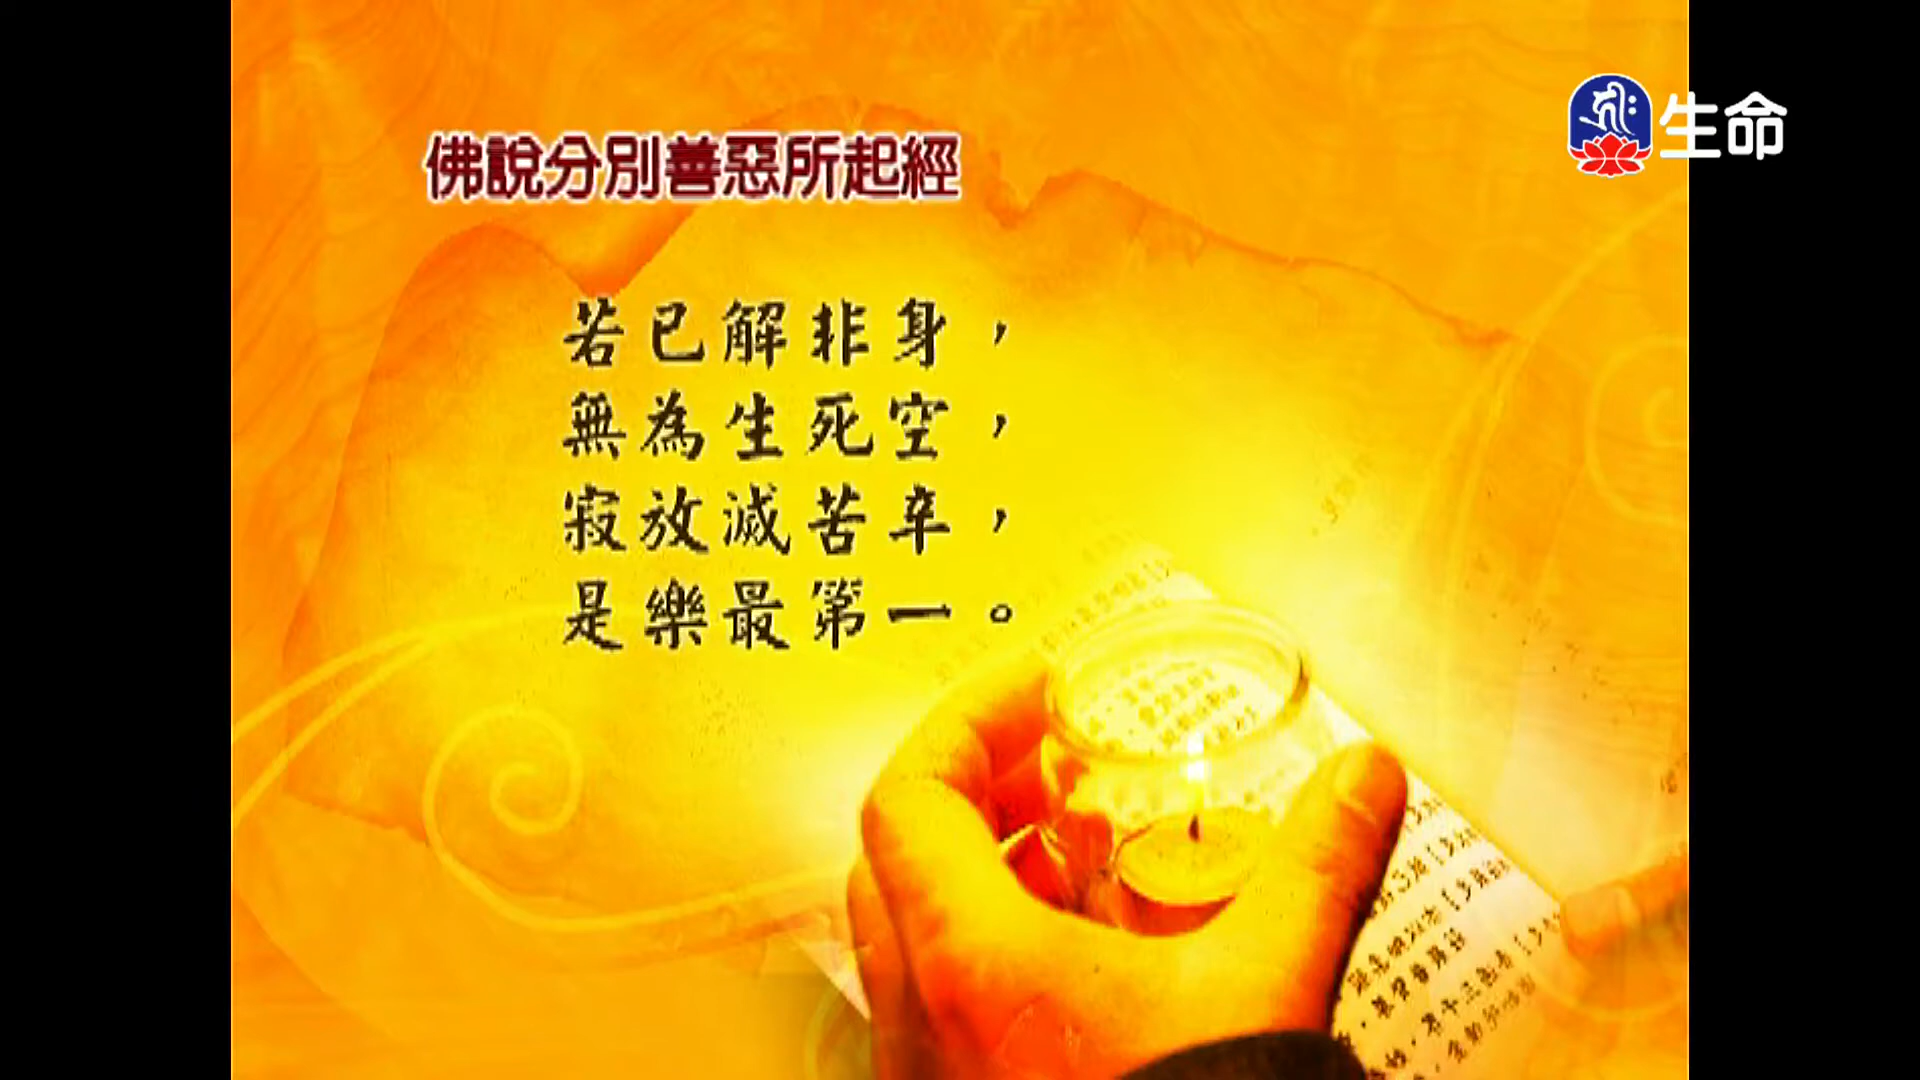 生命
佛說分別善惡所起經
若已解非身，
無為生死空，
寂放滅苦辛，
是樂最第一。